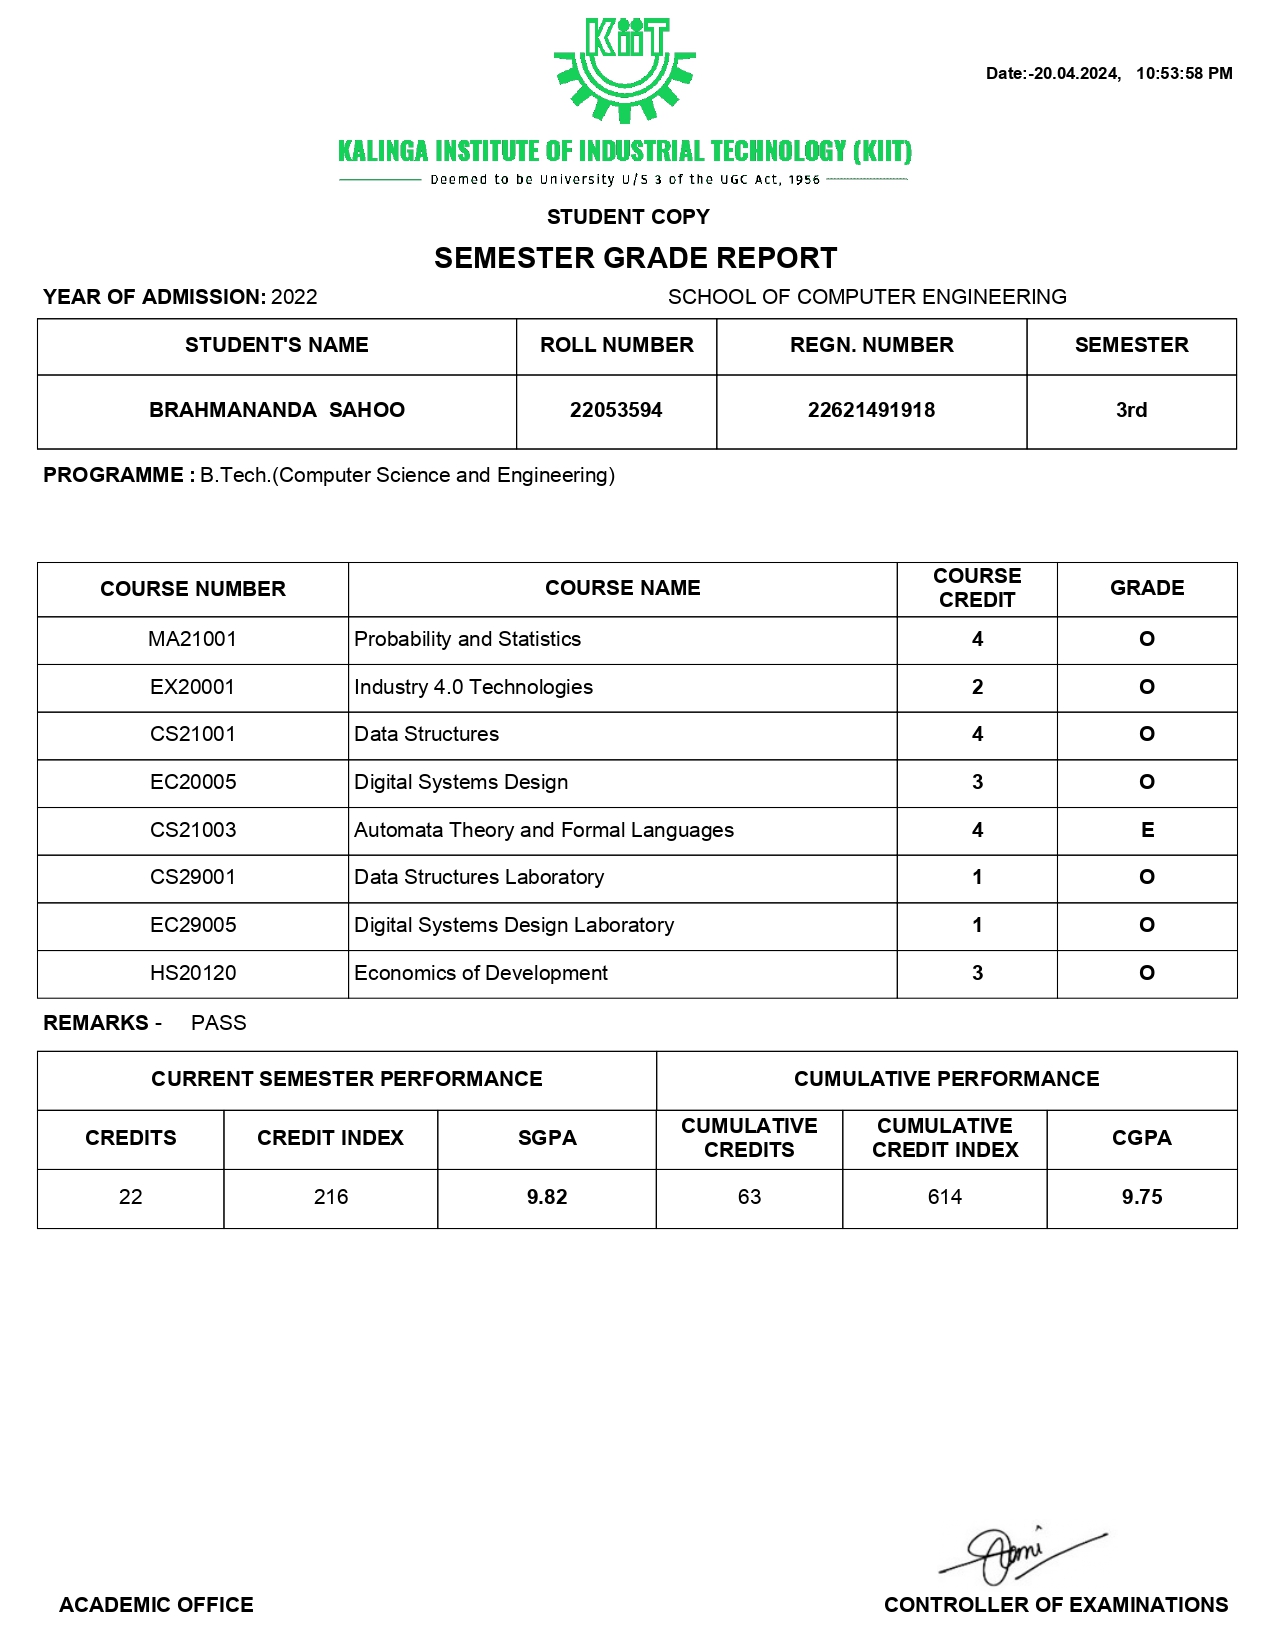 KiiT
Date:-20.04.2024, 10:53:58 PM
KALINGA INSTITUTE OF INDUSTRIAL TECHNOLOGY (KIIT)
Deemed to be University U/S 3 of the UGC Act, 1956
STUDENT COPY
SEMESTER GRADE REPORT
YEAR OF ADMISSION: 2022 SCHOOL OF COMPUTER ENGINEERING
STUDENT'S NAME ROLL NUMBER REGN. NUMBER SEMESTER
BRAHMANANDA SAHOO 22053594 22621491918 3rd
PROGRAMME : B.Tech.(Computer Science and Engineering)
COURSE NUMBER COURSE NAME COURSE CREDIT GRADE
MA21001 Probability and Statistics 4 O
EX20001 Industry 4.0 Technologies 2 O
CS21001 Data Structures 4 O
EC20005 Digital Systems Design 3 O
CS21003 Automata Theory and Formal Languages 4 E
CS29001 Data Structures Laboratory 1 O
EC29005 Digital Systems Design Laboratory 1 O
HS20120 Economics of Development 3 O
REMARKS - PASS
CURRENT SEMESTER PERFORMANCE CUMULATIVE PERFORMANCE
CREDITS CREDIT INDEX SGPA CUMULATIVE CREDITS CUMULATIVE CREDIT INDEX CGPA
22 216 9.82 63 614 9.75
ACADEMIC OFFICE CONTROLLER OF EXAMINATIONS